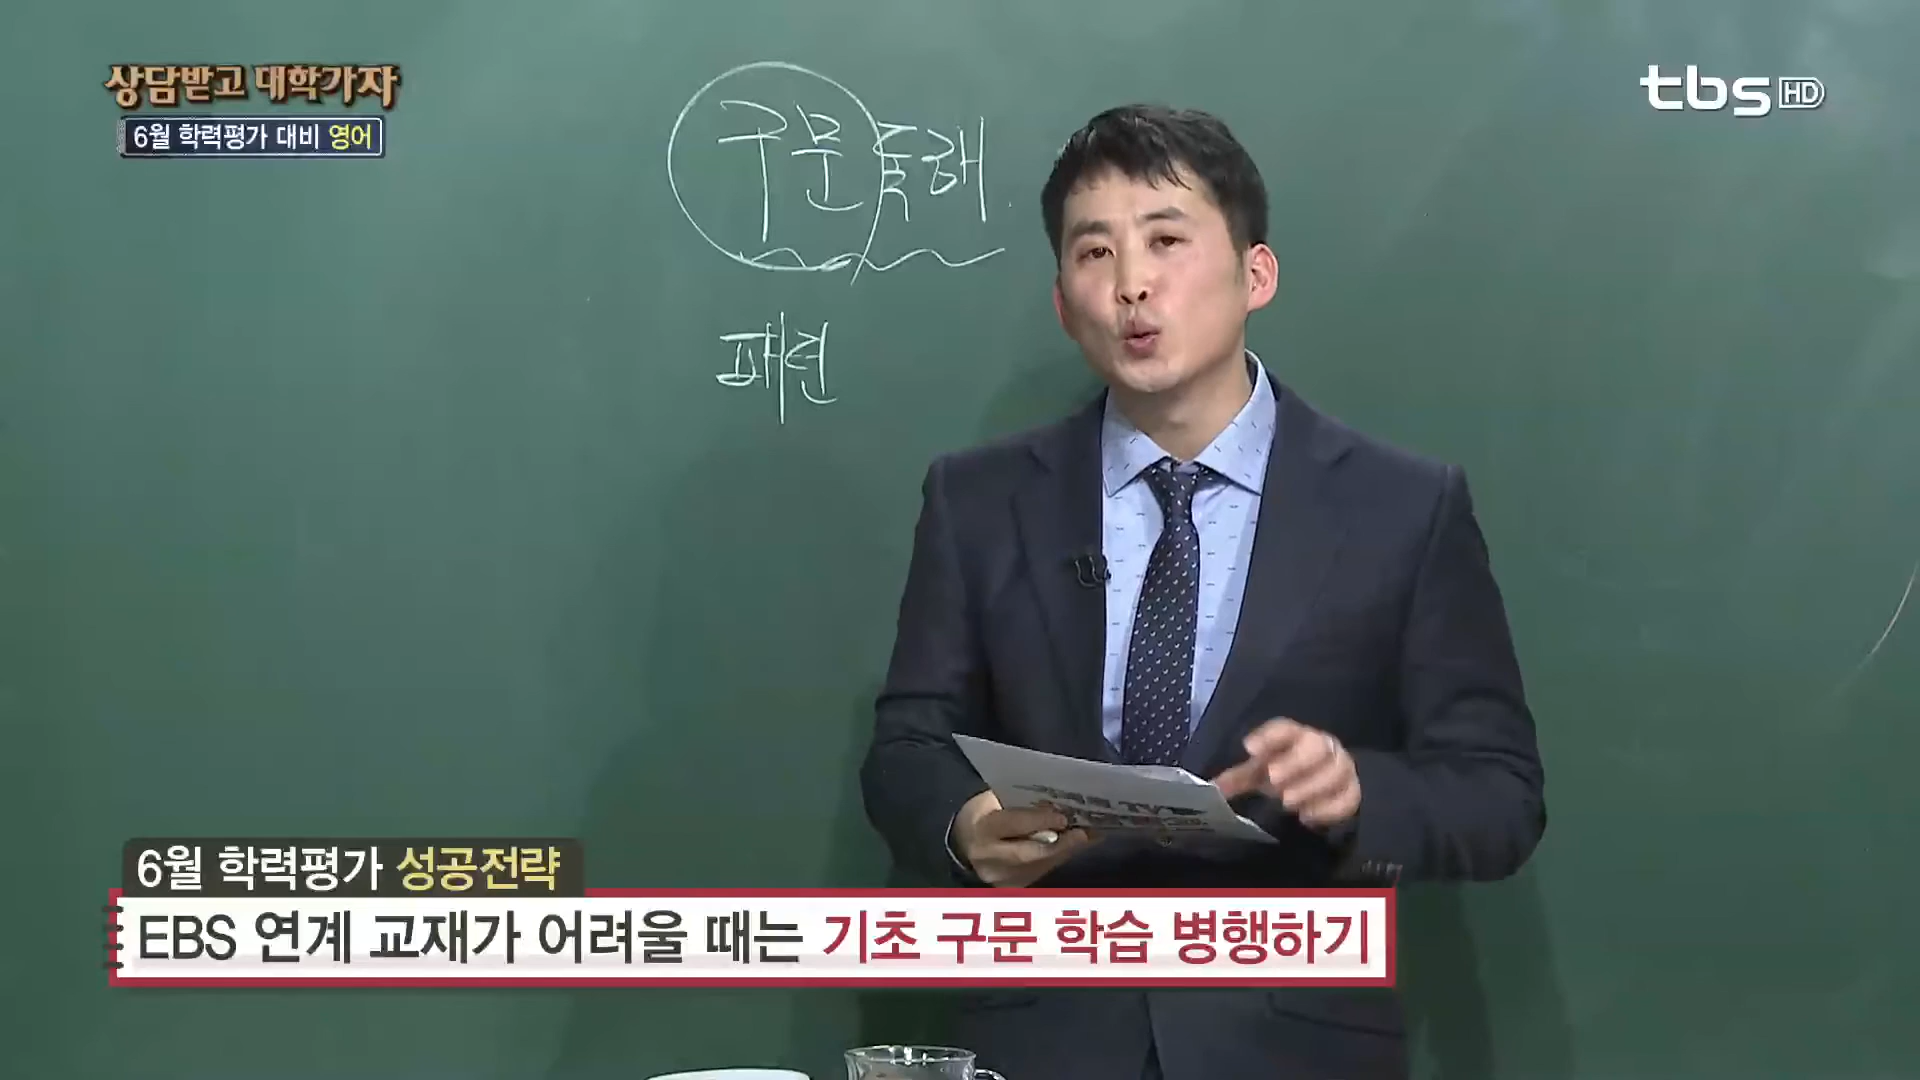 상담받고 대학가자
6월 학력평가 대비 영어
tbs HD
구문독해
패턴
6월 학력평가 성공전략
EBS 연계 교재가 어려울 때는 기초 구문 학습 병행하기